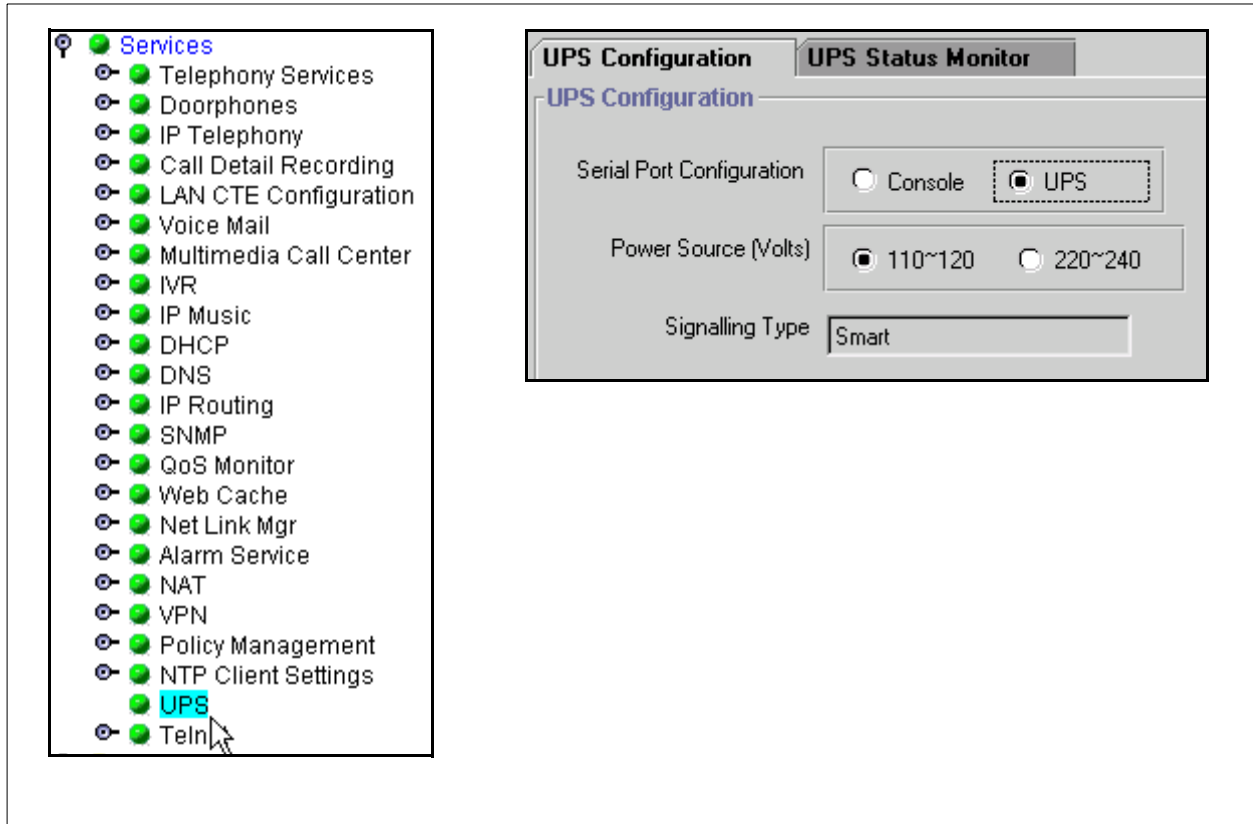 Services
Telephony Services
Doorphones
IP Telephony
Call Detail Recording
LAN CTE Configuration
Voice Mail
Multimedia Call Center
IVR
IP Music
DHCP
DNS
IP Routing
SNMP
QoS Monitor
Web Cache
Net Link Mgr
Alarm Service
NAT
VPN
Policy Management
NTP Client Settings
UPS
UPS Configuration UPS Status Monitor
UPS Configuration
Serial Port Configuration Console UPS
Power Source (Volts) 110~120 220~240
Signalling Type Smart